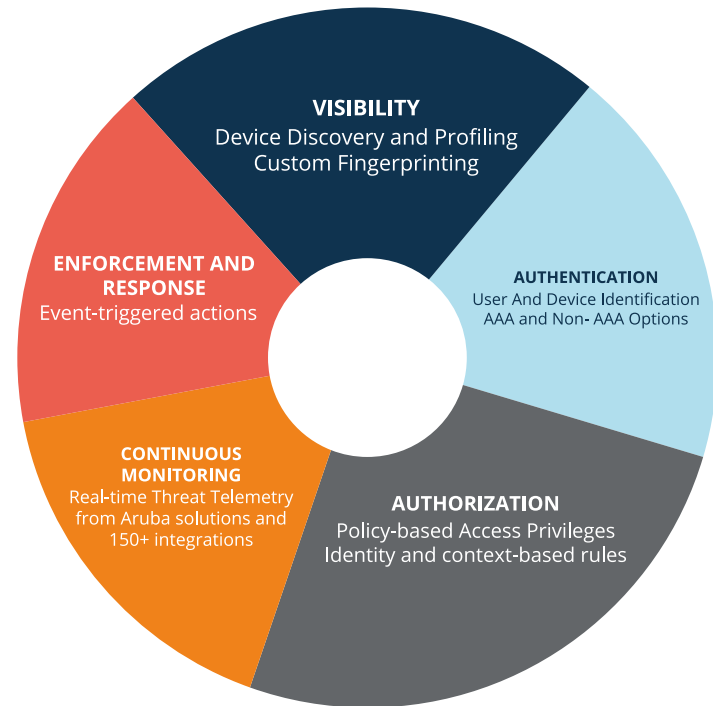 VISIBILITY
Device Discovery and Profiling
Custom Fingerprinting
AUTHENTICATION
User And Device Identification
AAA and Non- AAA Options
AUTHORIZATION
Policy-based Access Privileges
Identity and context-based rules
CONTINUOUS
MONITORING
Real-time Threat Telemetry
from Aruba solutions and
150+ integrations
ENFORCEMENT AND
RESPONSE
Event-triggered actions